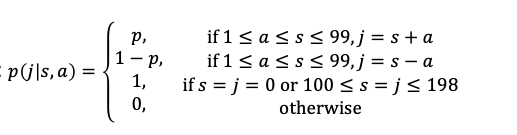 p(j|s, a) = { p, if 1 ≤ a ≤ s ≤ 99, j = s + a
1 − p, if 1 ≤ a ≤ s ≤ 99, j = s − a
1, if s = j = 0 or 100 ≤ s = j ≤ 198
0, otherwise